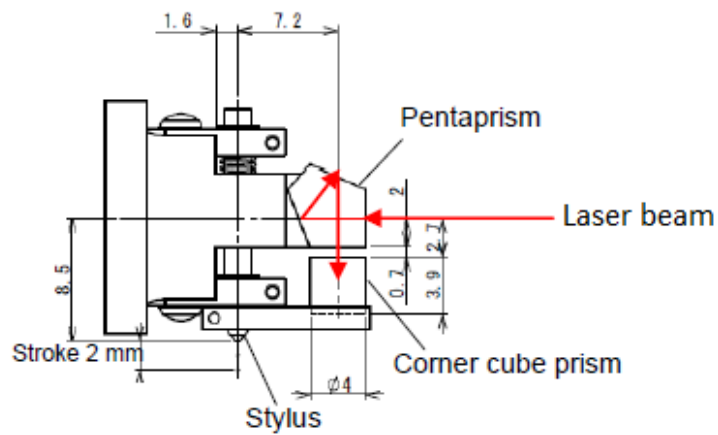 1.6
7.2
Pentaprism
2
Laser beam
2.7
0.7
3.9
8.5
Stroke 2 mm
Corner cube prism
φ4
Stylus